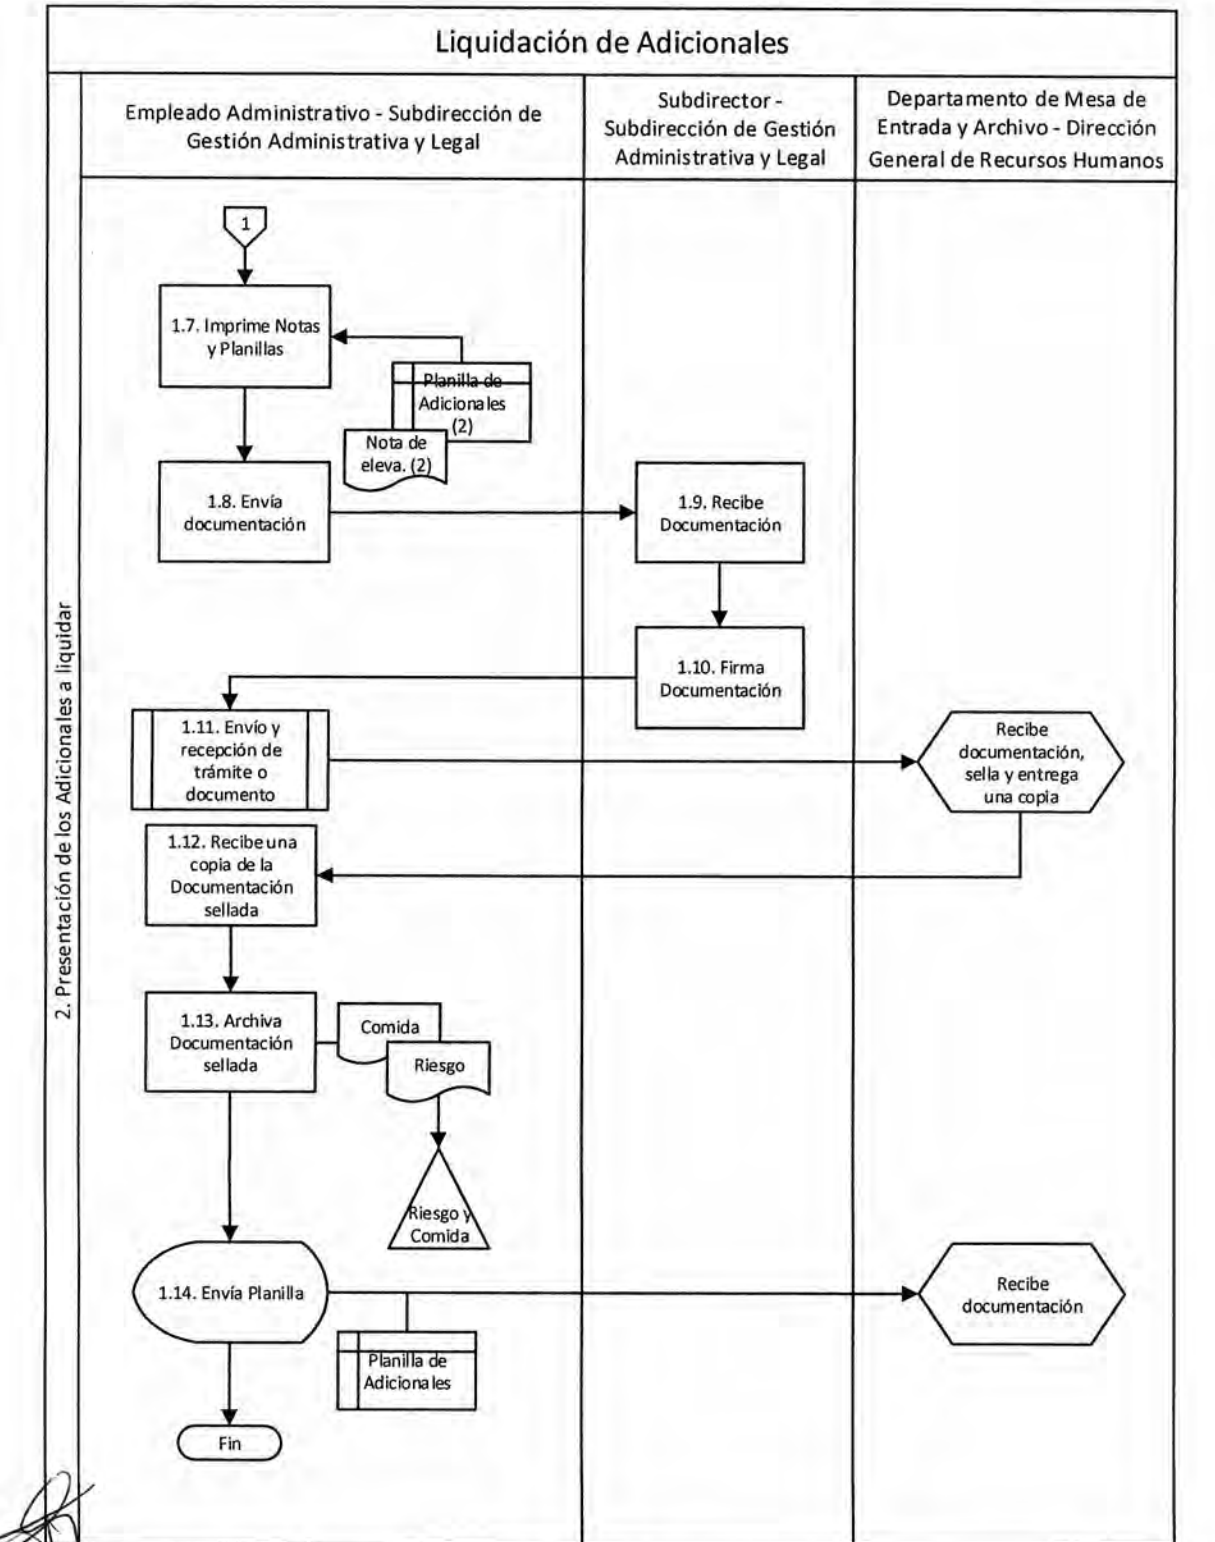 Liquidación de Adicionales
Empleado Administrativo - Subdirección de
Gestión Administrativa y Legal
Subdirector -
Subdirección de Gestión
Administrativa y Legal
Departamento de Mesa de
Entrada y Archivo - Dirección
General de Recursos Humanos
2. Presentación de los Adicionales a liquidar
1
1.7. Imprime Notas
y Planillas
Planilla de
Adicionales
(2)
Nota de
eleva. (2)
1.8. Envía
documentación
1.9. Recibe
Documentación
1.10. Firma
Documentación
1.11. Envío y
recepción de
trámite o
documento
Recibe
documentación,
sella y entrega
una copia
1.12. Recibe una
copia de la
Documentación
sellada
1.13. Archiva
Documentación
sellada
Comida
Riesgo
Riesgo y
Comida
1.14. Envía Planilla
Recibe
documentación
Planilla de
Adicionales
Fin